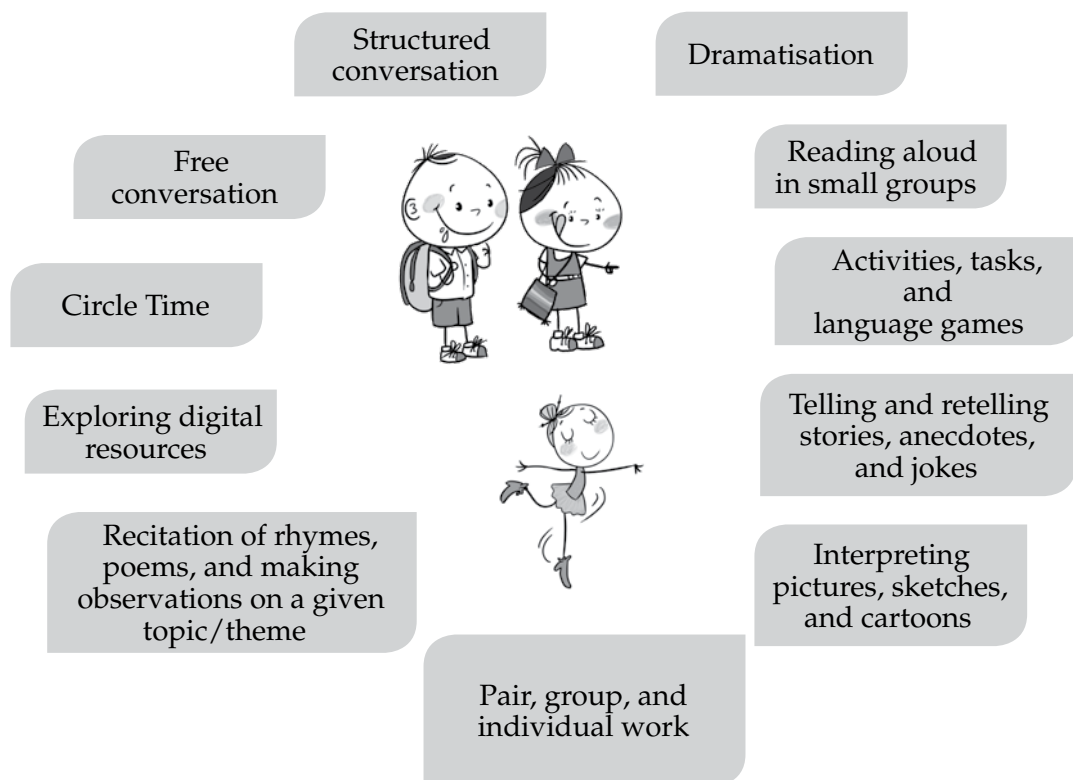 Structured
conversation
Dramatisation
Free
conversation
Reading aloud
in small groups
Circle Time
Activities, tasks,
and
language games
Exploring digital
resources
Telling and retelling
stories, anecdotes,
and jokes
Recitation of rhymes,
poems, and making
observations on a given
topic/theme
Interpreting
pictures, sketches,
and cartoons
Pair, group, and
individual work